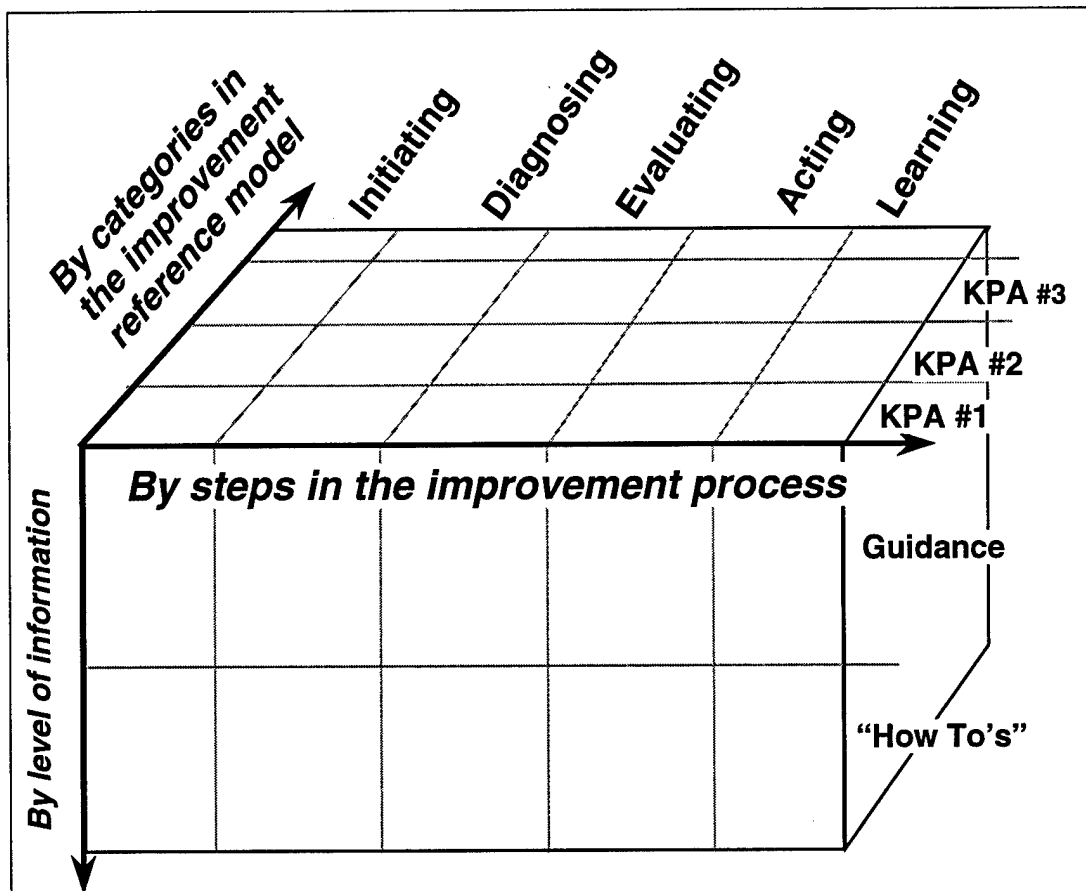 By categories in
the improvement
reference model
Initiating
Diagnosing
Evaluating
Acting
Learning
KPA #3
KPA #2
KPA #1
By steps in the improvement process
Guidance
“How To’s”
By level of information